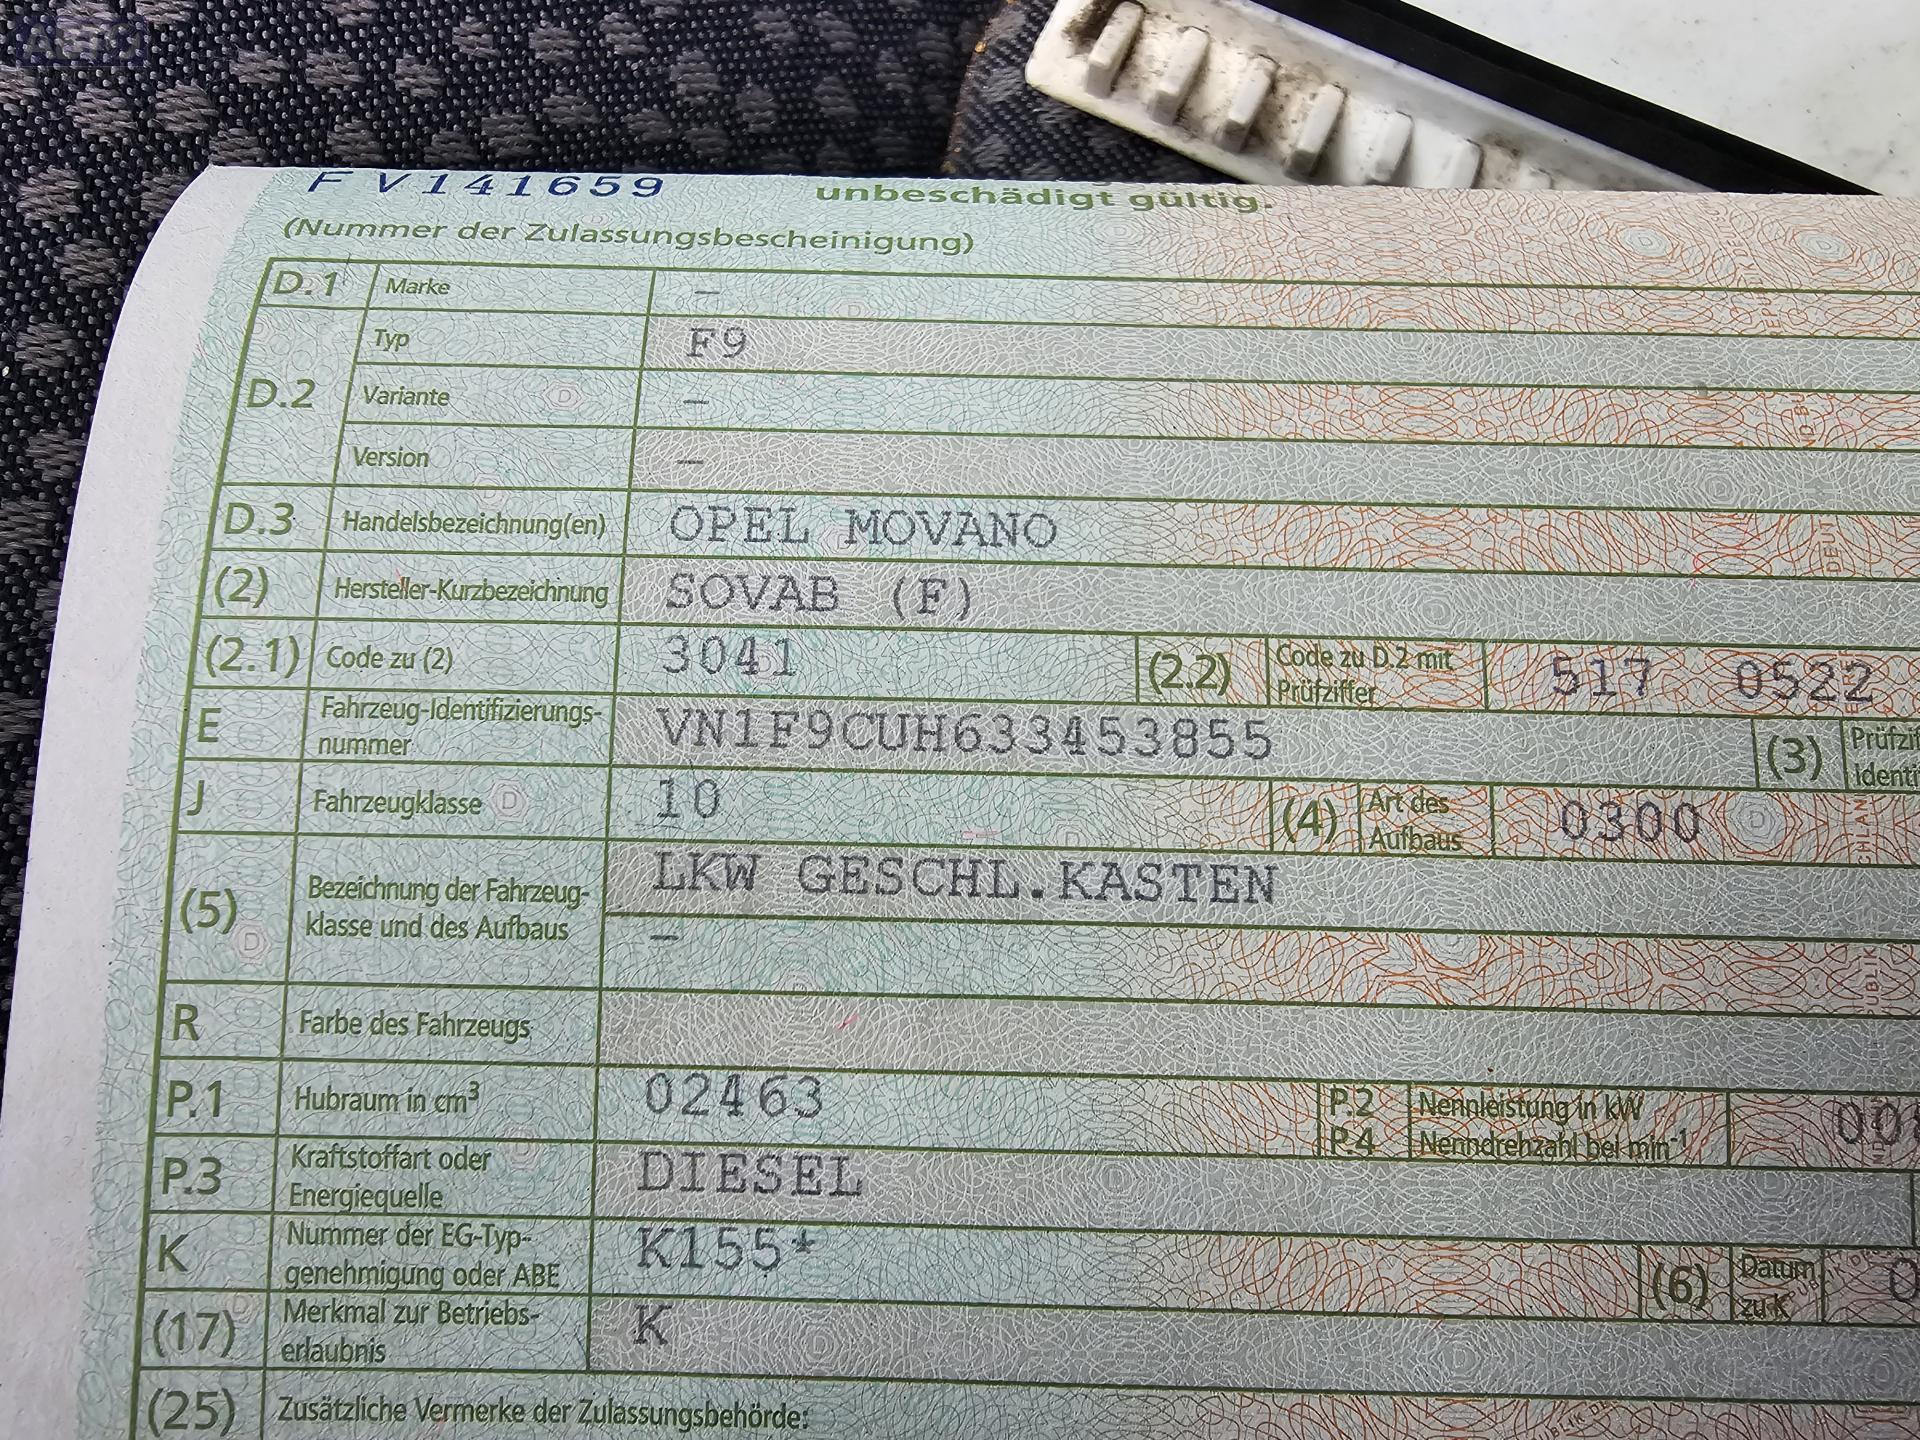 FV141659
unbeschädigt gültig.
(Nummer der Zulassungsbescheinigung)
D.1 Marke –
D.2 Typ F9
Variante –
Version –
D.3 Handelsbezeichnung(en) OPEL MOVANO
(2) Hersteller-Kurzbezeichnung SOVAB (F)
(2.1) Code zu (2) 3041 (2.2) Code zu D.2 mit Prüfziffer 517 0522
E Fahrzeug-Identifizierungs-
nummer VN1F9CUH633453855 (3)
J Fahrzeugklasse 10 (4) Art des Aufbaus 0300
(5) Bezeichnung der Fahrzeug-
klasse und des Aufbaus LKW GESCHL.KASTEN
–
R Farbe des Fahrzeugs
P.1 Hubraum in cm³ 02463 P.2 Nennleistung in kW
P.4 Nenndrehzahl bei min⁻¹
P.3 Kraftstoffart oder
Energiequelle DIESEL
K Nummer der EG-Typ-
genehmigung oder ABE K155* (6) Datum zu K
(17) Merkmal zur Betriebs-
erlaubnis K
(25) Zusätzliche Vermerke der Zulassungsbehörde: